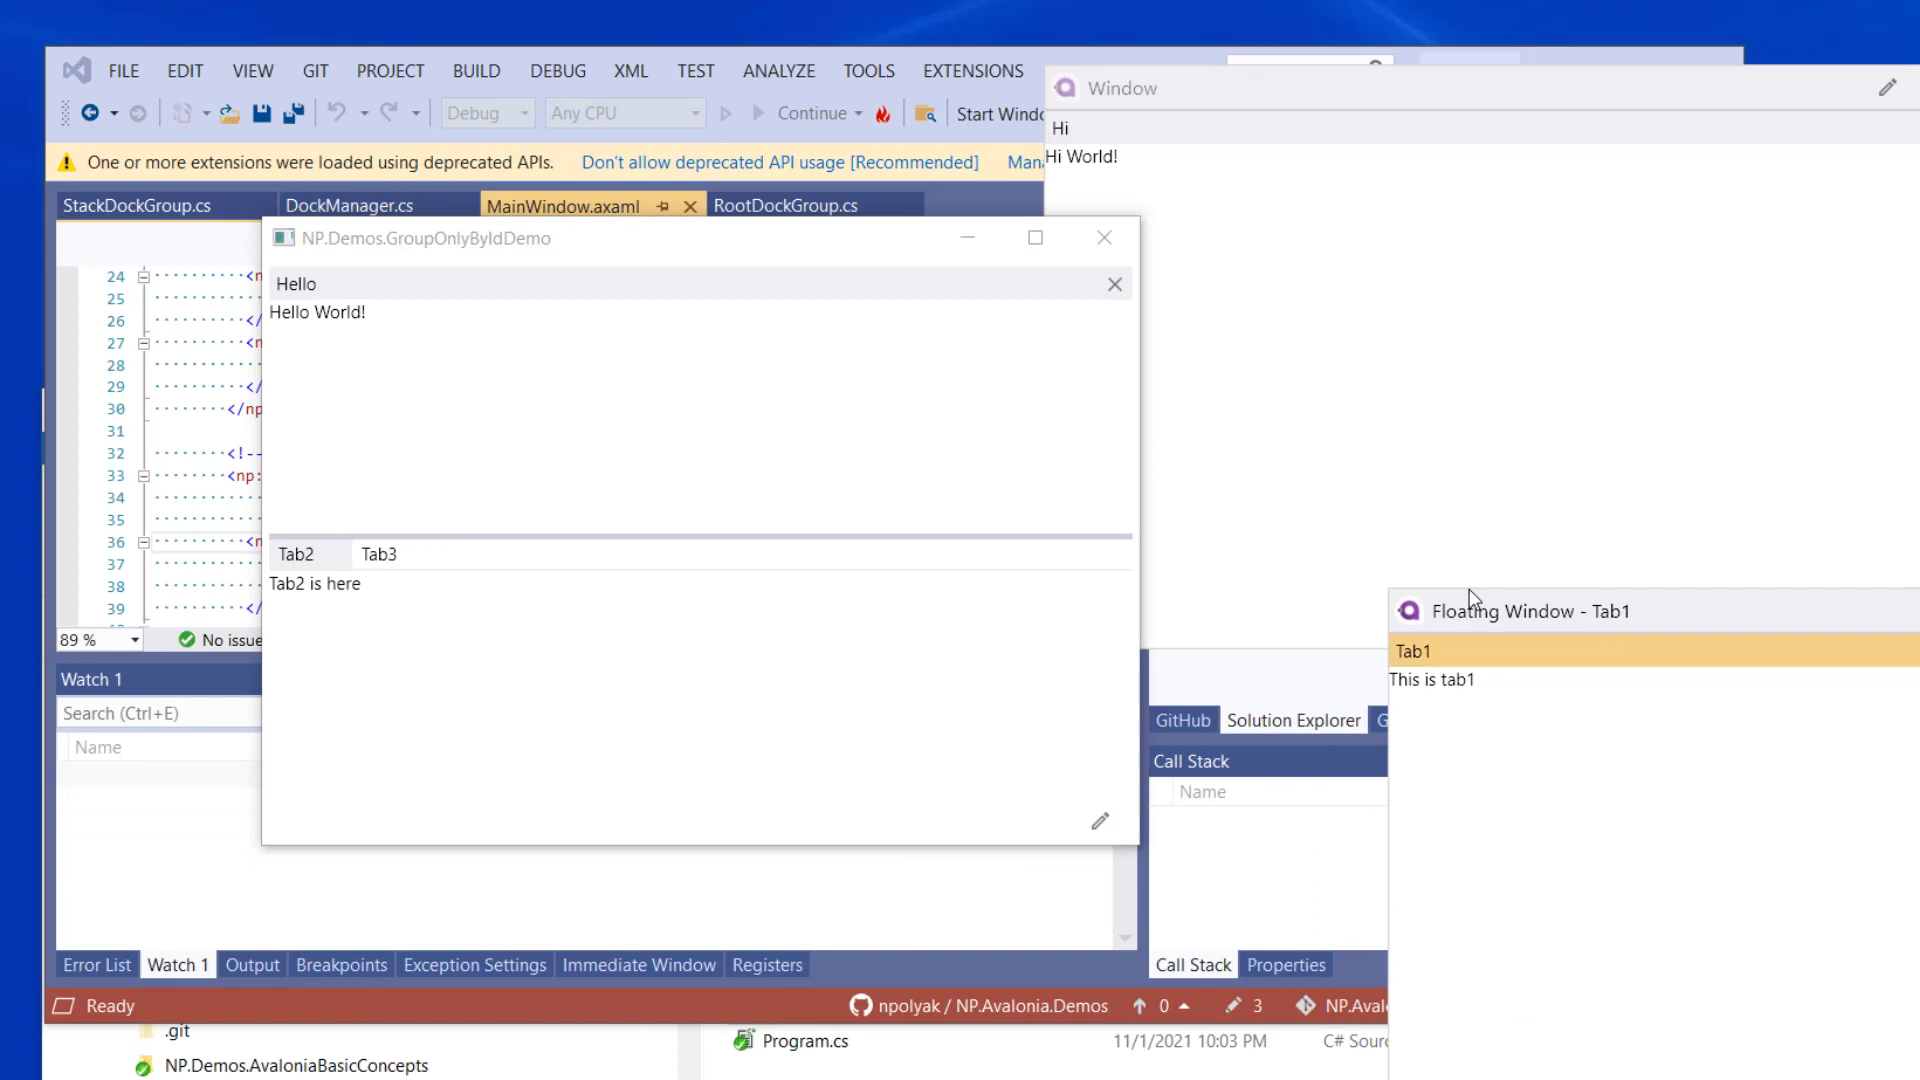 FILE EDIT VIEW GIT PROJECT BUILD DEBUG XML TEST ANALYZE TOOLS EXTENSIONS
Debug Any CPU Continue Start
One or more extensions were loaded using deprecated APIs. Don't allow deprecated API usage [Recommended]
StackDockGroup.cs DockManager.cs MainWindow.axaml RootDockGroup.cs
Window
Hi
Hi World!
NP.Demos.GroupOnlyByIdDemo
Hello
Hello World!
Tab2 Tab3
Tab2 is here
24 <n
25
26 </
27 <n
28
29 </
30 </np
31
32 <!--
33 <np:
34
35
36 <n
37
38
39 </
89 % No issue
Floating Window - Tab1
Tab1
This is tab1
Watch 1
Search (Ctrl+E)
Name
GitHub Solution Explorer G
Call Stack
Name
Error List Watch 1 Output Breakpoints Exception Settings Immediate Window Registers
Call Stack Properties
Ready npolyak / NP.Avalonia.Demos 0 3 NP.Aval
.git
NP.Demos.AvaloniaBasicConcepts
Program.cs 11/1/2021 10:03 PM C# Sour